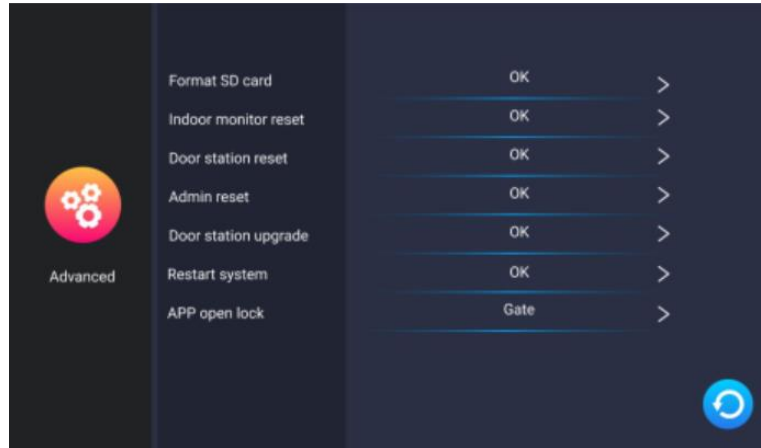 Format SD card OK >
Indoor monitor reset OK >
Door station reset OK >
Admin reset OK >
Door station upgrade OK >
Advanced
Restart system OK >
APP open lock Gate >